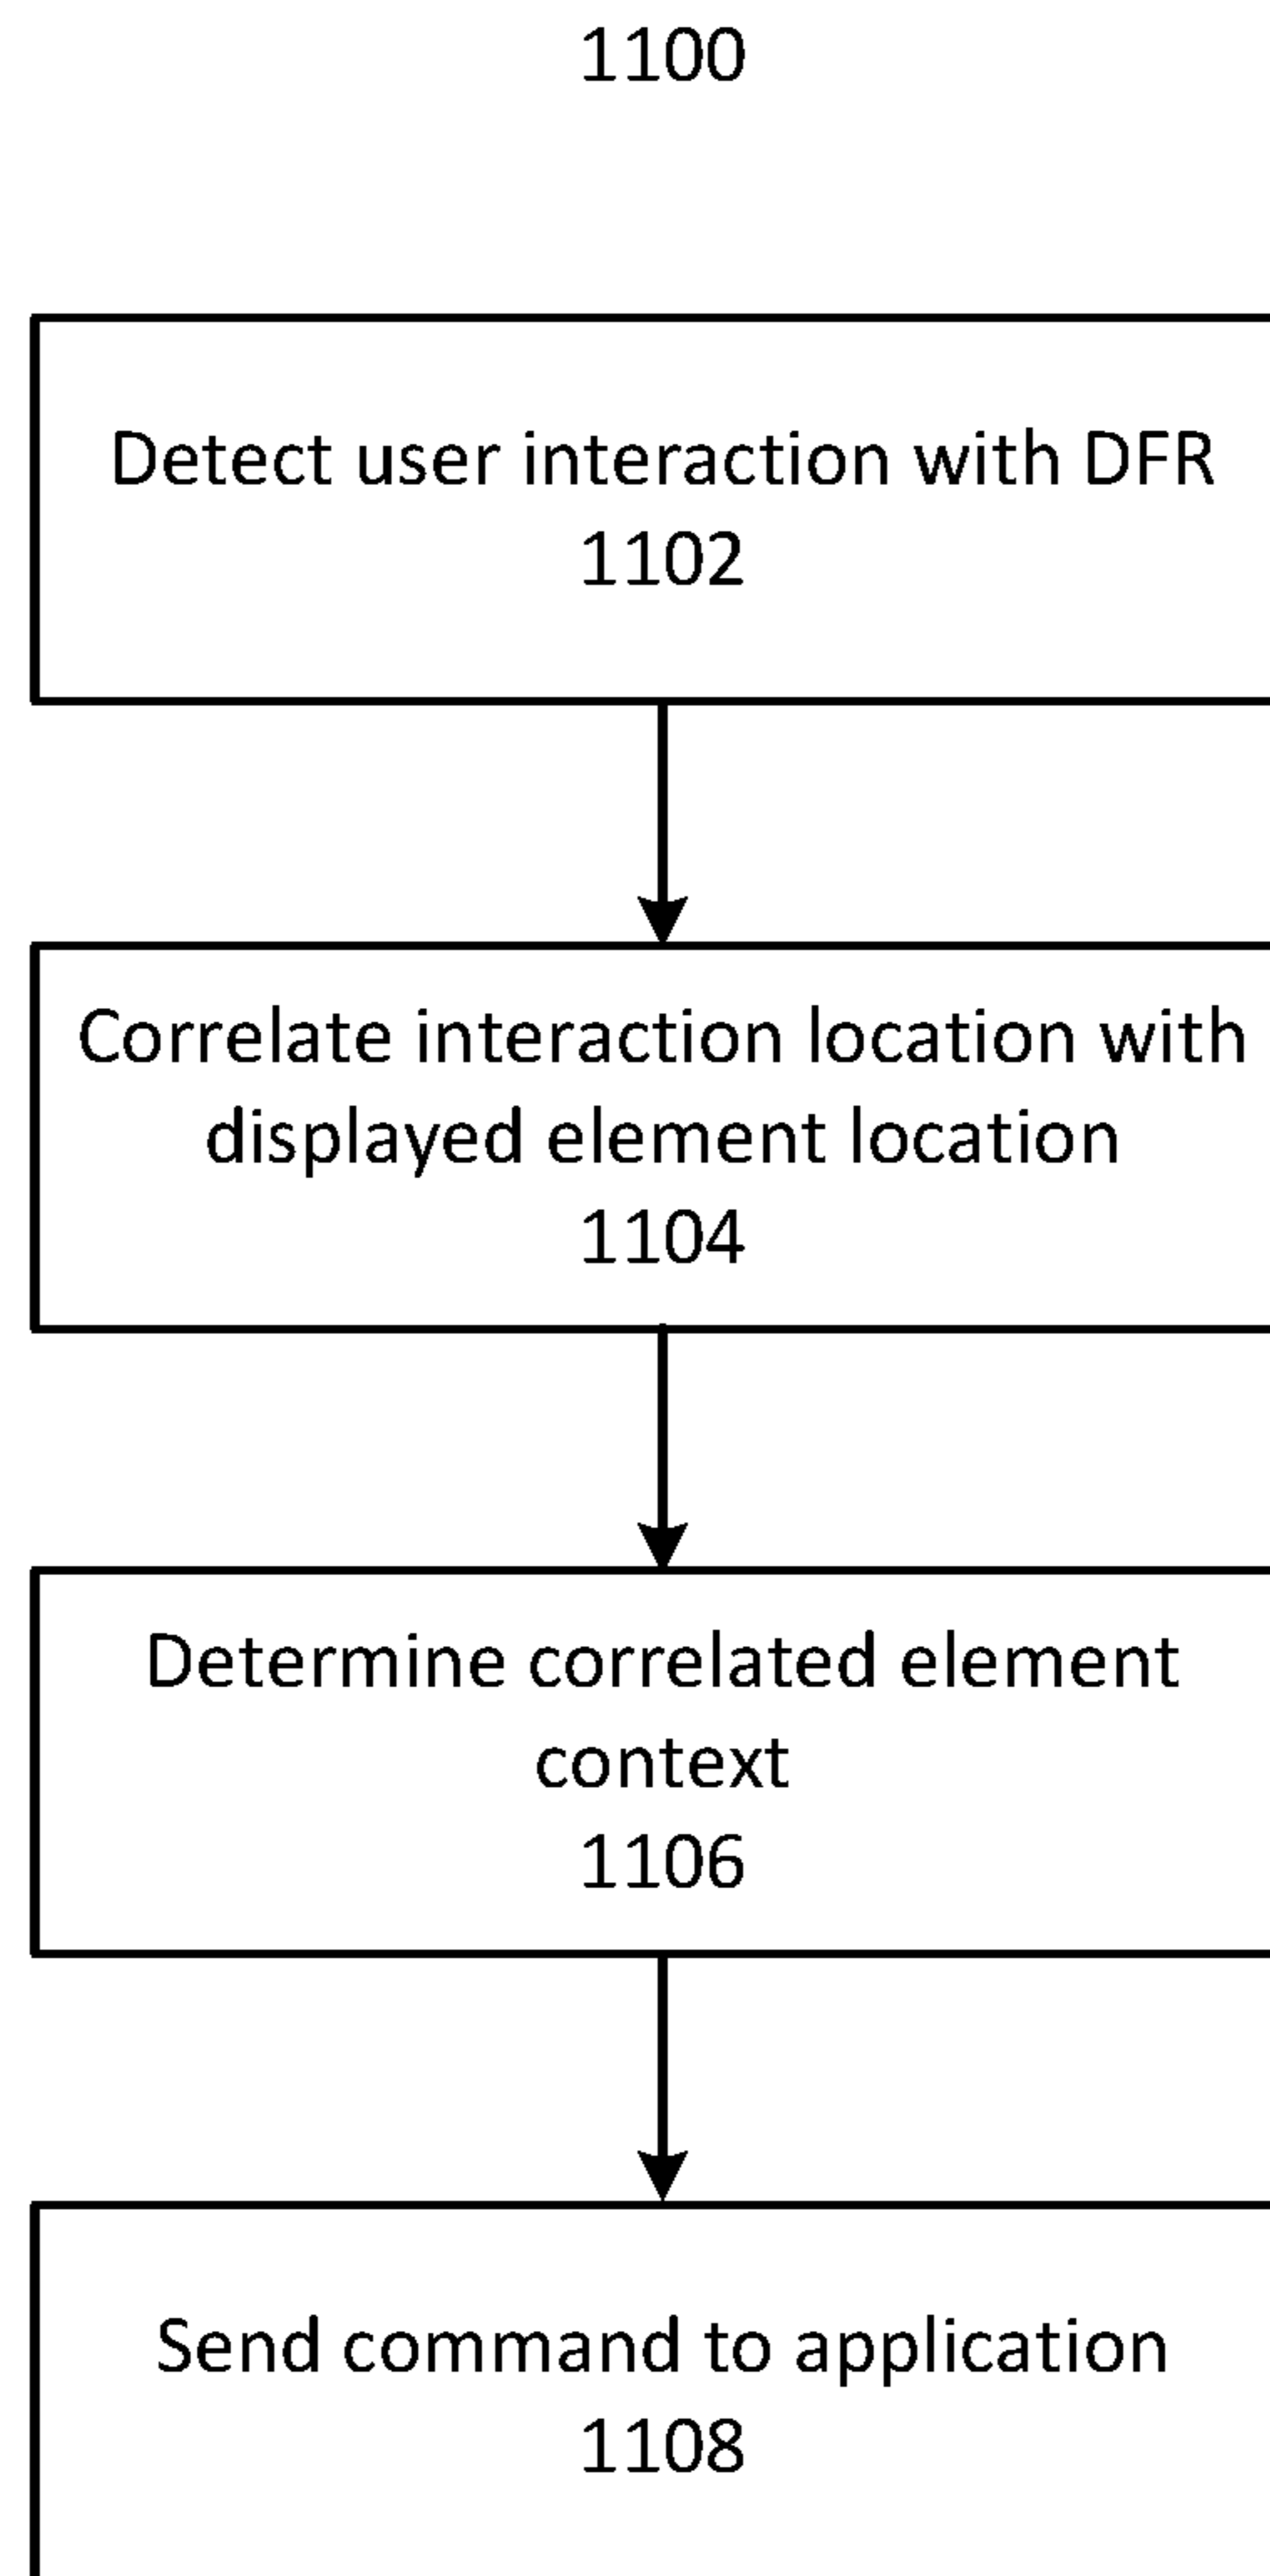 1100
Detect user interaction with DFR
1102
Correlate interaction location with
displayed element location
1104
Determine correlated element
context
1106
Send command to application
1108